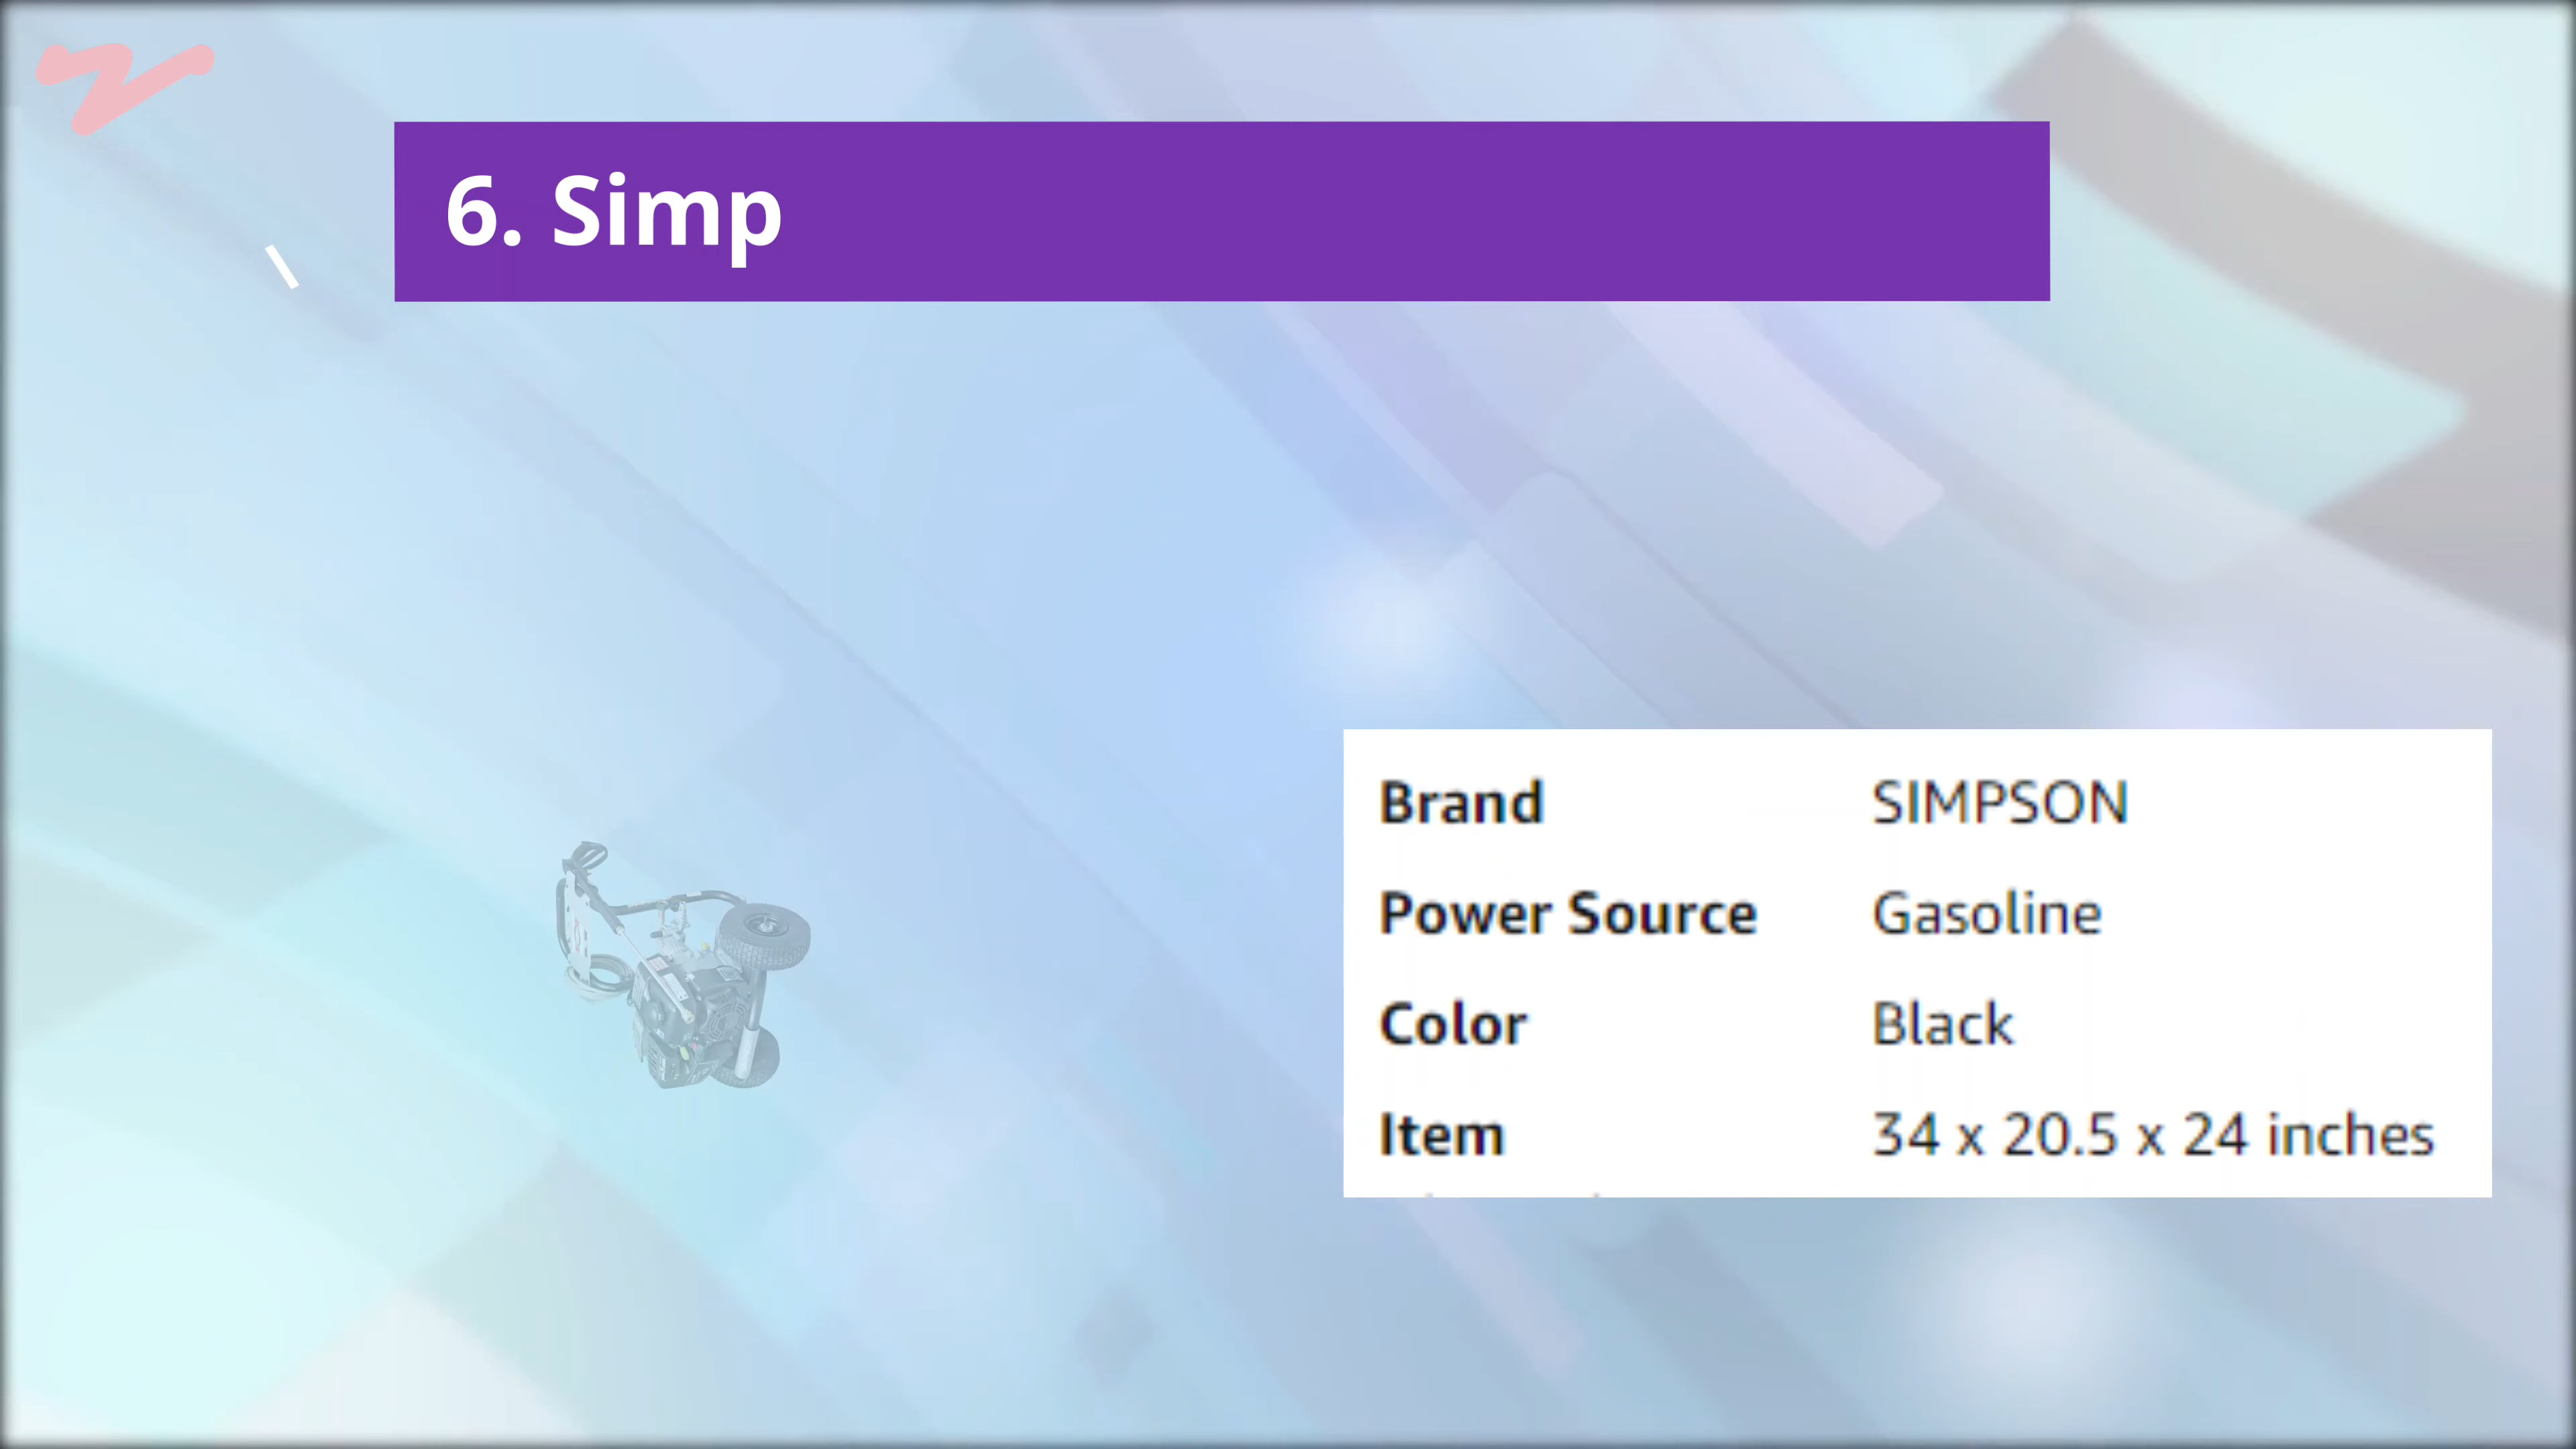 6. Simp
Brand SIMPSON
Power Source Gasoline
Color Black
Item 34 x 20.5 x 24 inches